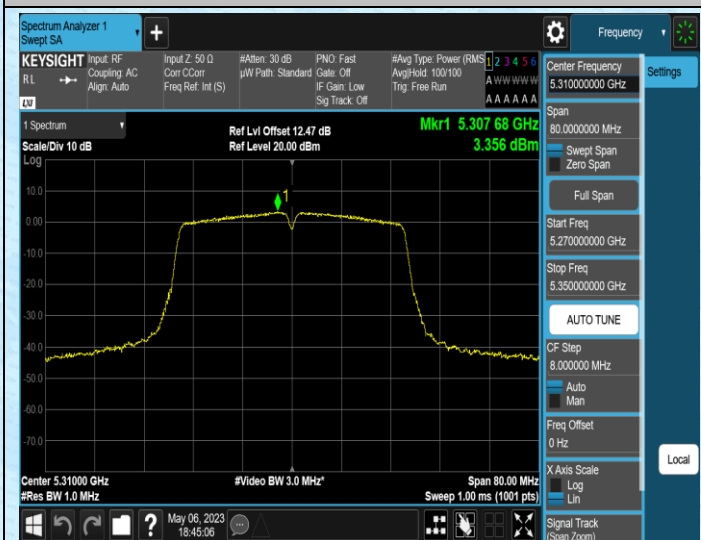 Spectrum Analyzer 1
Swept SA
Frequency
KEYSIGHT
R L
LXI
Input: RF
Coupling: AC
Align: Auto
Input Z: 50 Ω
Corr CCorr
Freq Ref: Int (S)
#Atten: 30 dB
µW Path: Standard
PNO: Fast
Gate: Off
IF Gain: Low
Sig Track: Off
#Avg Type: Power (RMS
Avg|Hold: 100/100
Trig: Free Run
1 2 3 4 5 6
A W W W W W
A A A A A A
1 Spectrum
Scale/Div 10 dB
Log
Ref Lvl Offset 12.47 dB
Ref Level 20.00 dBm
Mkr1 5.307 68 GHz
3.356 dBm
1
10.0
0.00
-10.0
-20.0
-30.0
-40.0
-50.0
-60.0
-70.0
Center 5.31000 GHz
#Res BW 1.0 MHz
#Video BW 3.0 MHz*
Span 80.00 MHz
Sweep 1.00 ms (1001 pts)
?
May 06, 2023
18:45:06
Center Frequency
5.310000000 GHz
Settings
Span
80.0000000 MHz
Swept Span
Zero Span
Full Span
Start Freq
5.270000000 GHz
Stop Freq
5.350000000 GHz
AUTO TUNE
CF Step
8.000000 MHz
Auto
Man
Freq Offset
0 Hz
X Axis Scale
Log
Lin
Local
Signal Track
(Span Zoom)